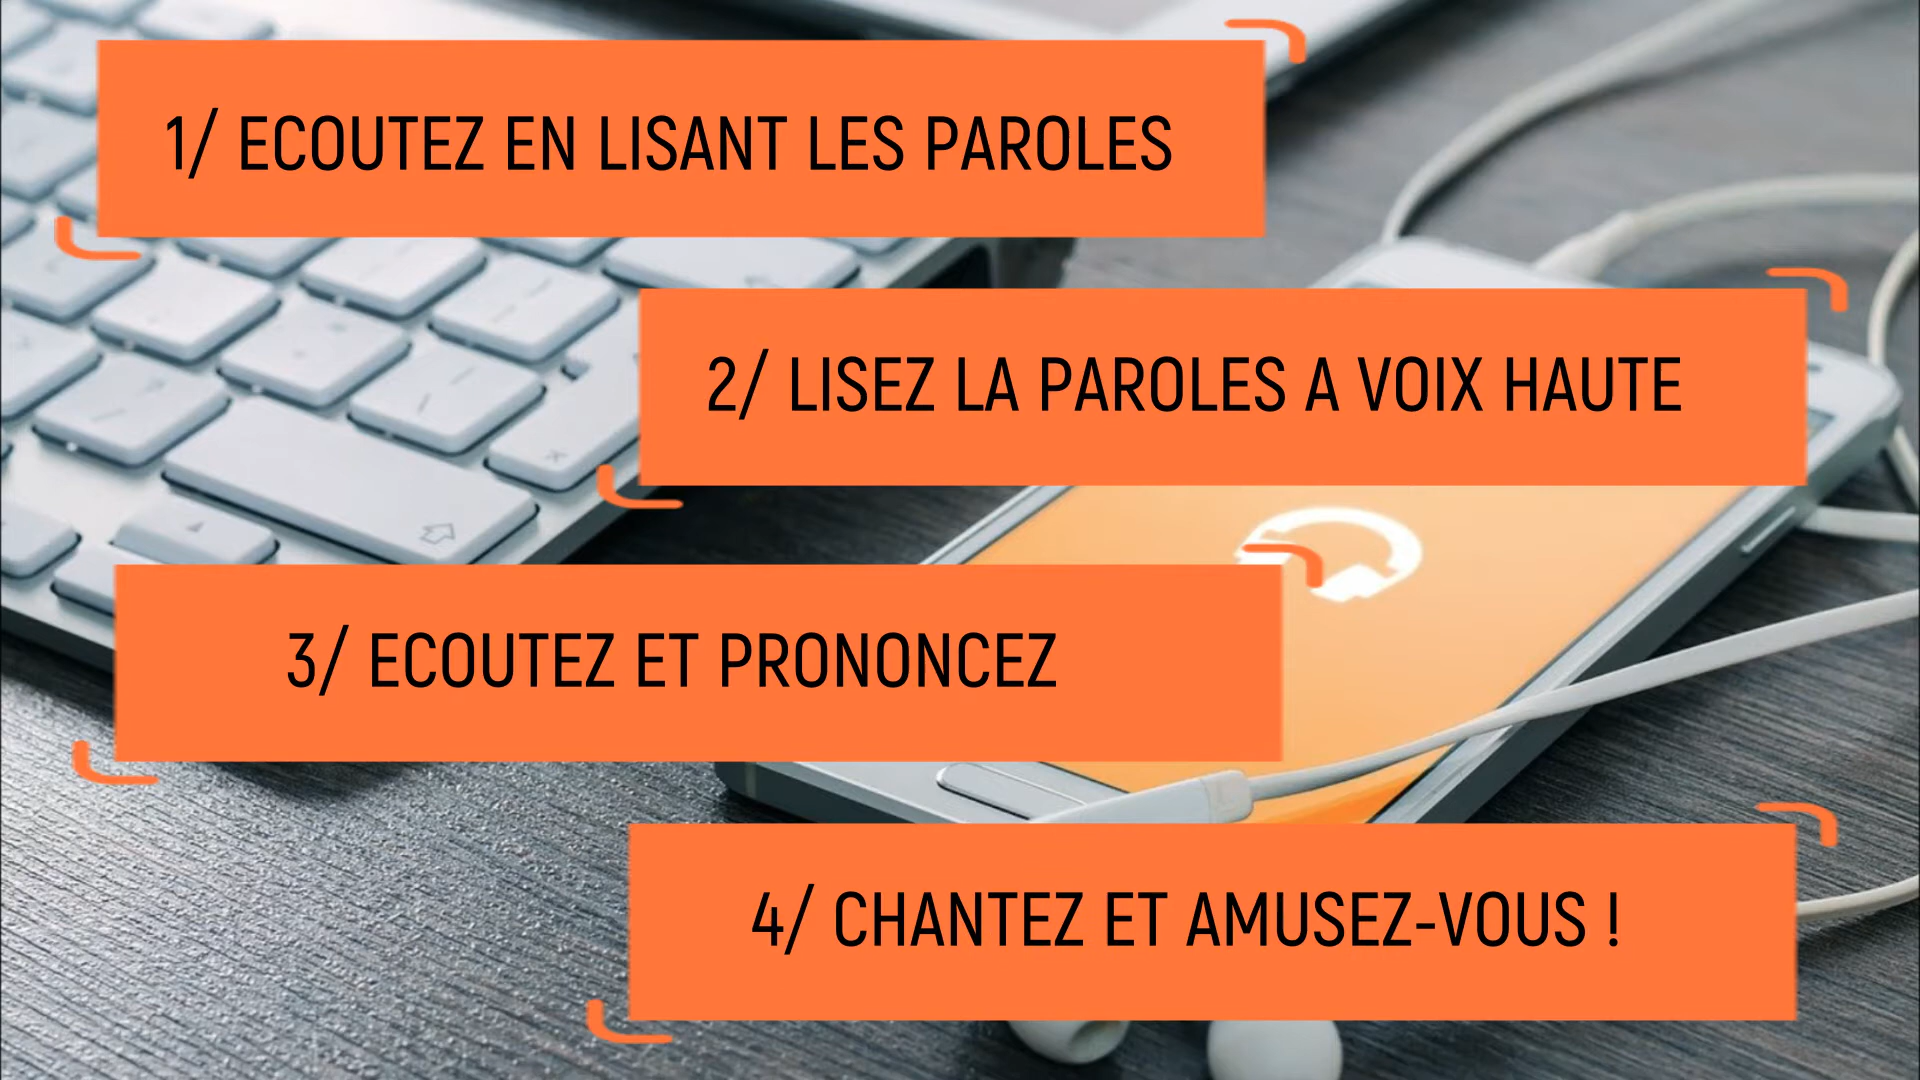 1/ ECOUTEZ EN LISANT LES PAROLES
2/ LISEZ LA PAROLES A VOIX HAUTE
3/ ECOUTEZ ET PRONONCEZ
4/ CHANTEZ ET AMUSEZ-VOUS !